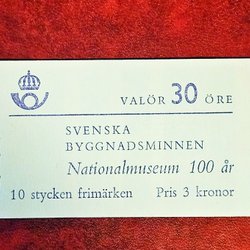 VALÖR 30 ÖRE
SVENSKA
BYGGNADSMINNEN
Nationalmuseum 100 år
10 stycken frimärken Pris 3 kronor